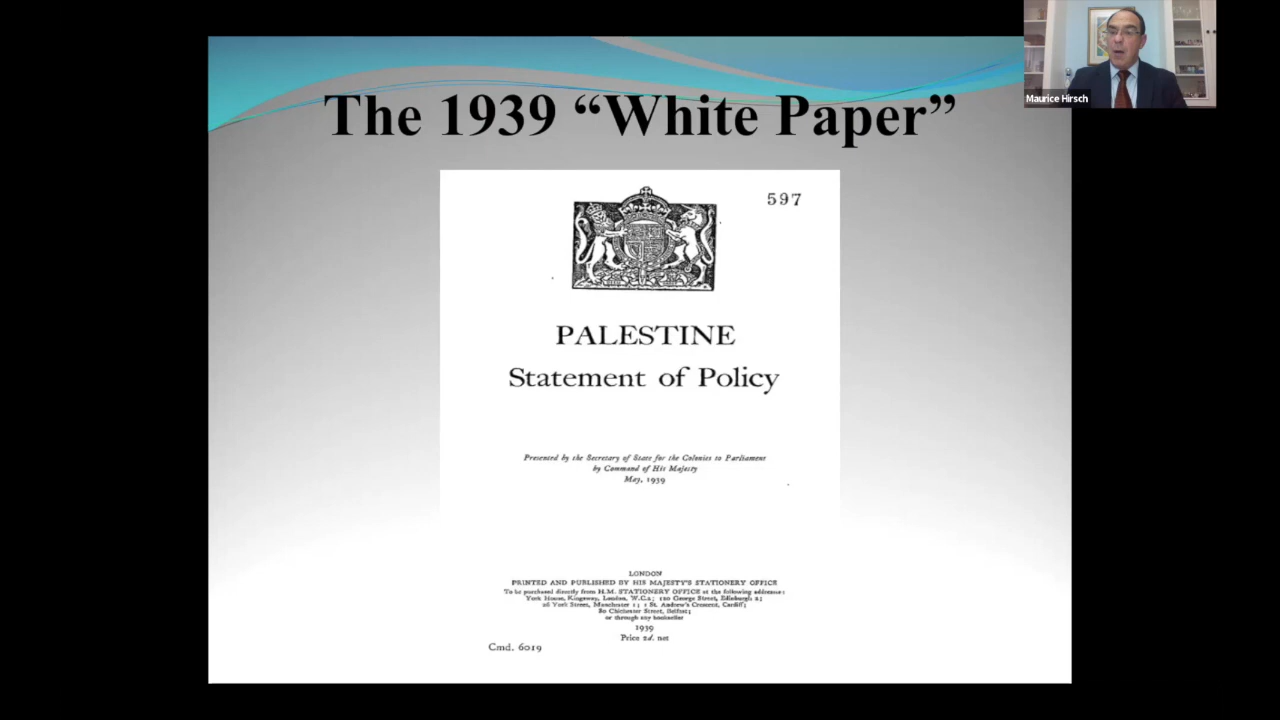 Maurice Hirsch
The 1939 “White Paper”
597
PALESTINE
Statement of Policy
Presented by the Secretary of State for the Colonies to Parliament
by Command of His Majesty
May, 1939
LONDON
PRINTED AND PUBLISHED BY HIS MAJESTY'S STATIONERY OFFICE
To be purchased directly from H.M. STATIONERY OFFICE at the following addresses:
York House, Kingsway, London, W.C.2; 120 George Street, Edinburgh 2;
26 York Street, Manchester 1; 1 St. Andrew's Crescent, Cardiff;
80 Chichester Street, Belfast;
or through any bookseller
1939
Price 2d. net
Cmd. 6019